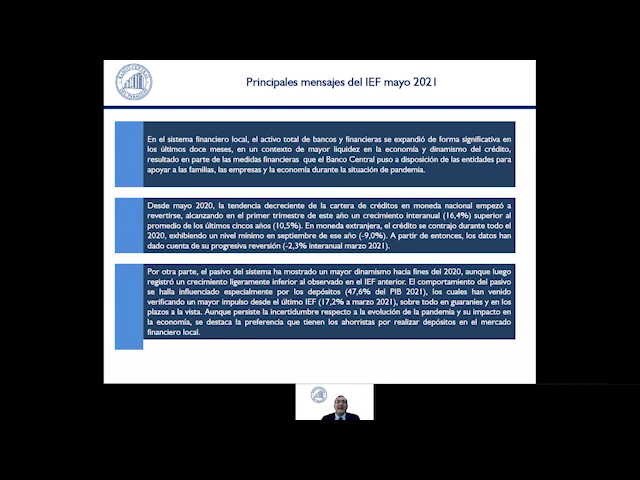 Principales mensajes del IEF mayo 2021
En el sistema financiero local, el activo total de bancos y financieras se expandió de forma significativa en
los últimos doce meses, en un contexto de mayor liquidez en la economía y dinamismo del crédito,
resultado en parte de las medidas financieras que el Banco Central puso a disposición de las entidades para
apoyar a las familias, las empresas y la economía durante la situación de pandemia.
Desde mayo 2020, la tendencia decreciente de la cartera de créditos en moneda nacional empezó a
revertirse, alcanzando en el primer trimestre de este año un crecimiento interanual (16,4%) superior al
promedio de los últimos cincos años (10,5%). En moneda extranjera, el crédito se contrajo durante todo el
2020, exhibiendo un nivel mínimo en septiembre de ese año (-9,0%). A partir de entonces, los datos han
dado cuenta de su progresiva reversión (-2,3% interanual marzo 2021).
Por otra parte, el pasivo del sistema ha mostrado un mayor dinamismo hacia fines del 2020, aunque luego
registró un crecimiento ligeramente inferior al observado en el IEF anterior. El comportamiento del pasivo
se halla influenciado especialmente por los depósitos (47,6% del PIB 2021), los cuales han venido
verificando un mayor impulso desde el último IEF (17,2% a marzo 2021), sobre todo en guaraníes y en los
plazos a la vista. Aunque persiste la incertidumbre respecto a la evolución de la pandemia y su impacto en
la economía, se destaca la preferencia que tienen los ahorristas por realizar depósitos en el mercado
financiero local.